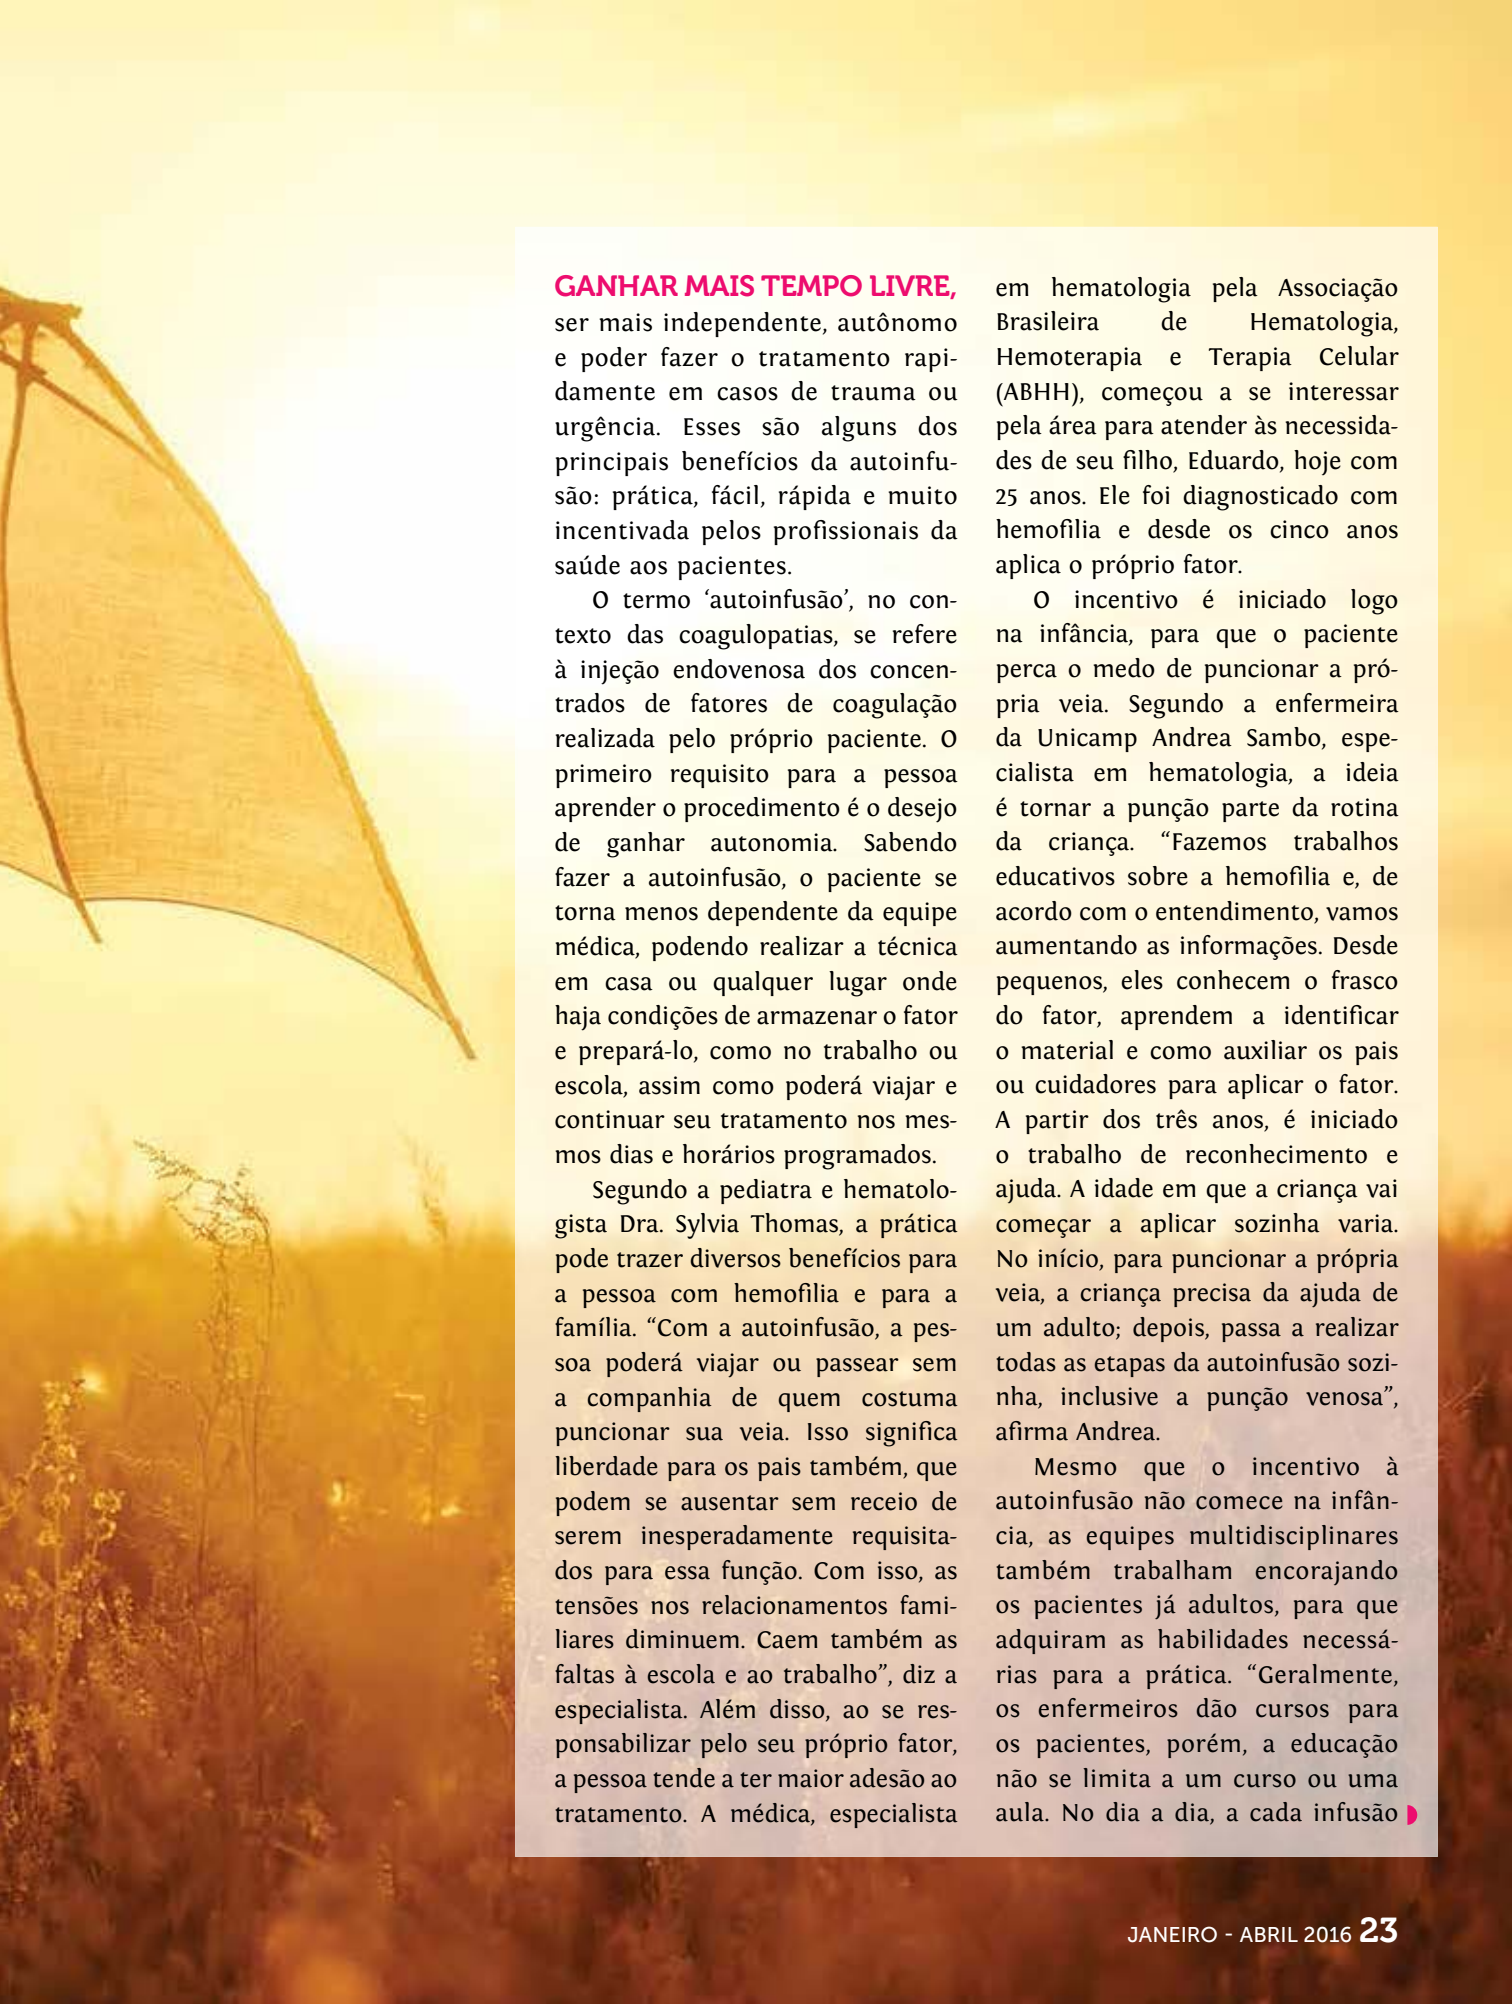 GANHAR MAIS TEMPO LIVRE,
ser mais independente, autônomo
e poder fazer o tratamento rapi-
damente em casos de trauma ou
urgência. Esses são alguns dos
principais benefícios da autoinfu-
são: prática, fácil, rápida e muito
incentivada pelos profissionais da
saúde aos pacientes.
O termo ‘autoinfusão’, no con-
texto das coagulopatias, se refere
à injeção endovenosa dos concen-
trados de fatores de coagulação
realizada pelo próprio paciente. O
primeiro requisito para a pessoa
aprender o procedimento é o desejo
de ganhar autonomia. Sabendo
fazer a autoinfusão, o paciente se
torna menos dependente da equipe
médica, podendo realizar a técnica
em casa ou qualquer lugar onde
haja condições de armazenar o fator
e prepará-lo, como no trabalho ou
escola, assim como poderá viajar e
continuar seu tratamento nos mes-
mos dias e horários programados.
Segundo a pediatra e hematolo-
gista Dra. Sylvia Thomas, a prática
pode trazer diversos benefícios para
a pessoa com hemofilia e para a
família. “Com a autoinfusão, a pes-
soa poderá viajar ou passear sem
a companhia de quem costuma
puncionar sua veia. Isso significa
liberdade para os pais também, que
podem se ausentar sem receio de
serem inesperadamente requisita-
dos para essa função. Com isso, as
tensões nos relacionamentos fami-
liares diminuem. Caem também as
faltas à escola e ao trabalho”, diz a
especialista. Além disso, ao se res-
ponsabilizar pelo seu próprio fator,
a pessoa tende a ter maior adesão ao
tratamento. A médica, especialista
em hematologia pela Associação
Brasileira de Hematologia,
Hemoterapia e Terapia Celular
(ABHH), começou a se interessar
pela área para atender às necessida-
des de seu filho, Eduardo, hoje com
25 anos. Ele foi diagnosticado com
hemofilia e desde os cinco anos
aplica o próprio fator.
O incentivo é iniciado logo
na infância, para que o paciente
perca o medo de puncionar a pró-
pria veia. Segundo a enfermeira
da Unicamp Andrea Sambo, espe-
cialista em hematologia, a ideia
é tornar a punção parte da rotina
da criança. “Fazemos trabalhos
educativos sobre a hemofilia e, de
acordo com o entendimento, vamos
aumentando as informações. Desde
pequenos, eles conhecem o frasco
do fator, aprendem a identificar
o material e como auxiliar os pais
ou cuidadores para aplicar o fator.
A partir dos três anos, é iniciado
o trabalho de reconhecimento e
ajuda. A idade em que a criança vai
começar a aplicar sozinha varia.
No início, para puncionar a própria
veia, a criança precisa da ajuda de
um adulto; depois, passa a realizar
todas as etapas da autoinfusão sozi-
nha, inclusive a punção venosa”,
afirma Andrea.
Mesmo que o incentivo à
autoinfusão não comece na infân-
cia, as equipes multidisciplinares
também trabalham encorajando
os pacientes já adultos, para que
adquiram as habilidades necessá-
rias para a prática. “Geralmente,
os enfermeiros dão cursos para
os pacientes, porém, a educação
não se limita a um curso ou uma
aula. No dia a dia, a cada infusão
JANEIRO - ABRIL 2016 23